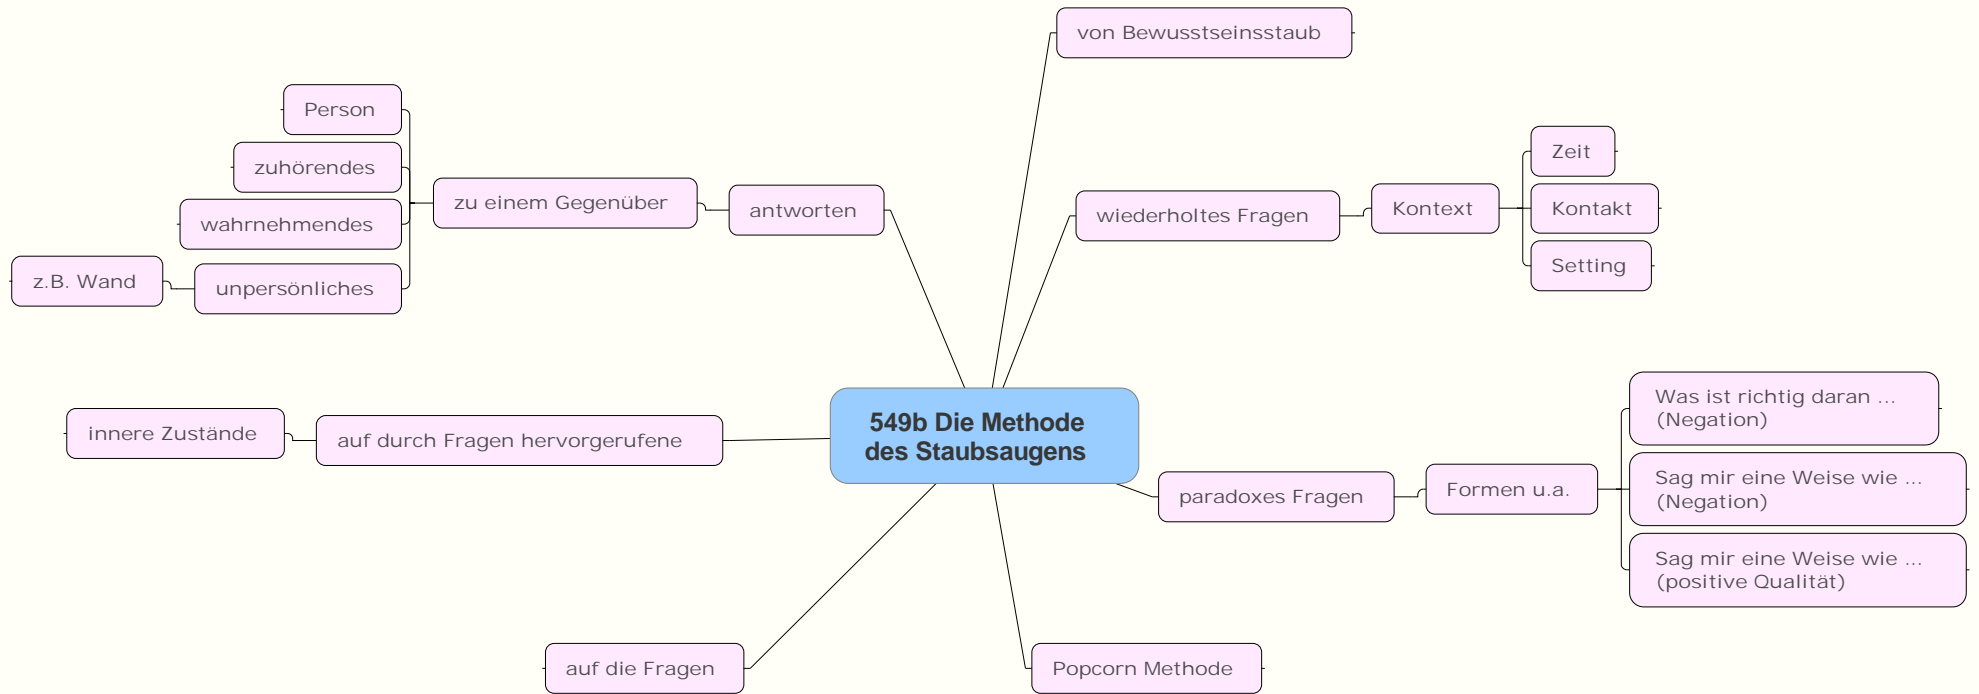 von Bewusstseinsstaub
Person
zuhörendes
wahrnehmendes
z.B. Wand
unpersönliches
zu einem Gegenüber
antworten
wiederholtes Fragen
Kontext
Zeit
Kontakt
Setting
549b Die Methode
des Staubsaugens
innere Zustände
auf durch Fragen hervorgerufene
paradoxes Fragen
Formen u.a.
Was ist richtig daran ...
(Negation)
Sag mir eine Weise wie ...
(Negation)
Sag mir eine Weise wie ...
(positive Qualität)
auf die Fragen
Popcorn Methode